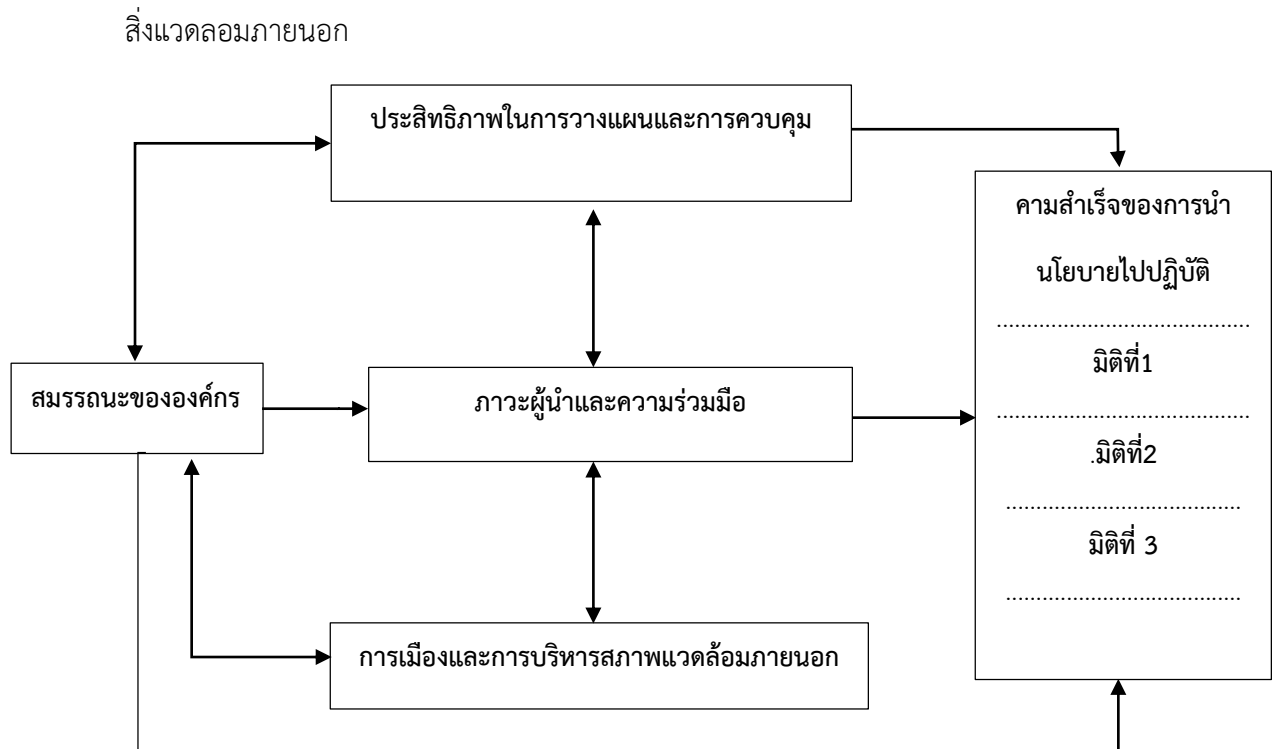 สิ่งแวดลอมภายนอก
ประสิทธิภาพในการวางแผนและการควบคุม
คามสำเร็จของการนำ
นโยบายไปปฏิบัติ
..........................................
มิติที่1
..........................................
.มิติที่2
.......................................
มิติที่ 3
.......................................
สมรรถนะขององค์กร
ภาวะผู้นำและความร่วมมือ
การเมืองและการบริหารสภาพแวดล้อมภายนอก